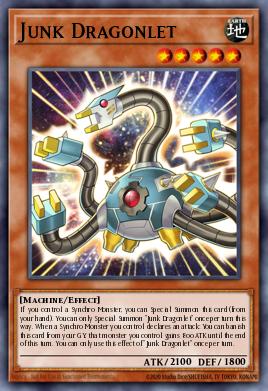 JUNK DRAGONLET
EARTH
地
[MACHINE/EFFECT]
If you control a Synchro Monster, you can Special Summon this card (from
your hand). You can only Special Summon "Junk Dragonlet" once per turn this
way. When a Synchro Monster you control declares an attack: You can banish
this card from your GY; that monster you control gains 800 ATK until the end
of this turn. You can only use this effect of "Junk Dragonlet" once per turn.
ATK/2100 DEF/1800